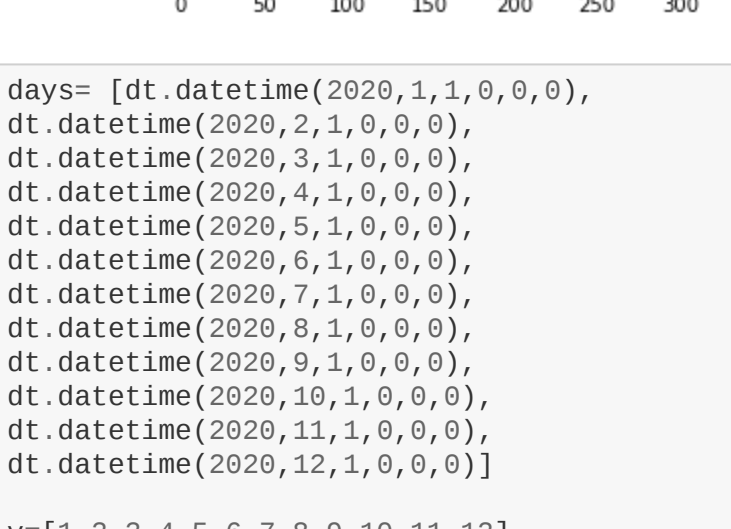 0 50 100 150 200 250 300
days= [dt.datetime(2020,1,1,0,0,0),
dt.datetime(2020,2,1,0,0,0),
dt.datetime(2020,3,1,0,0,0),
dt.datetime(2020,4,1,0,0,0),
dt.datetime(2020,5,1,0,0,0),
dt.datetime(2020,6,1,0,0,0),
dt.datetime(2020,7,1,0,0,0),
dt.datetime(2020,8,1,0,0,0),
dt.datetime(2020,9,1,0,0,0),
dt.datetime(2020,10,1,0,0,0),
dt.datetime(2020,11,1,0,0,0),
dt.datetime(2020,12,1,0,0,0)]